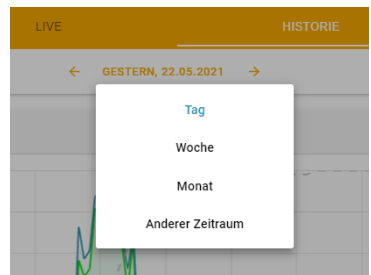 LIVE
HISTORIE
GESTERN, 22.05.2021
Tag
Woche
Monat
Anderer Zeitraum